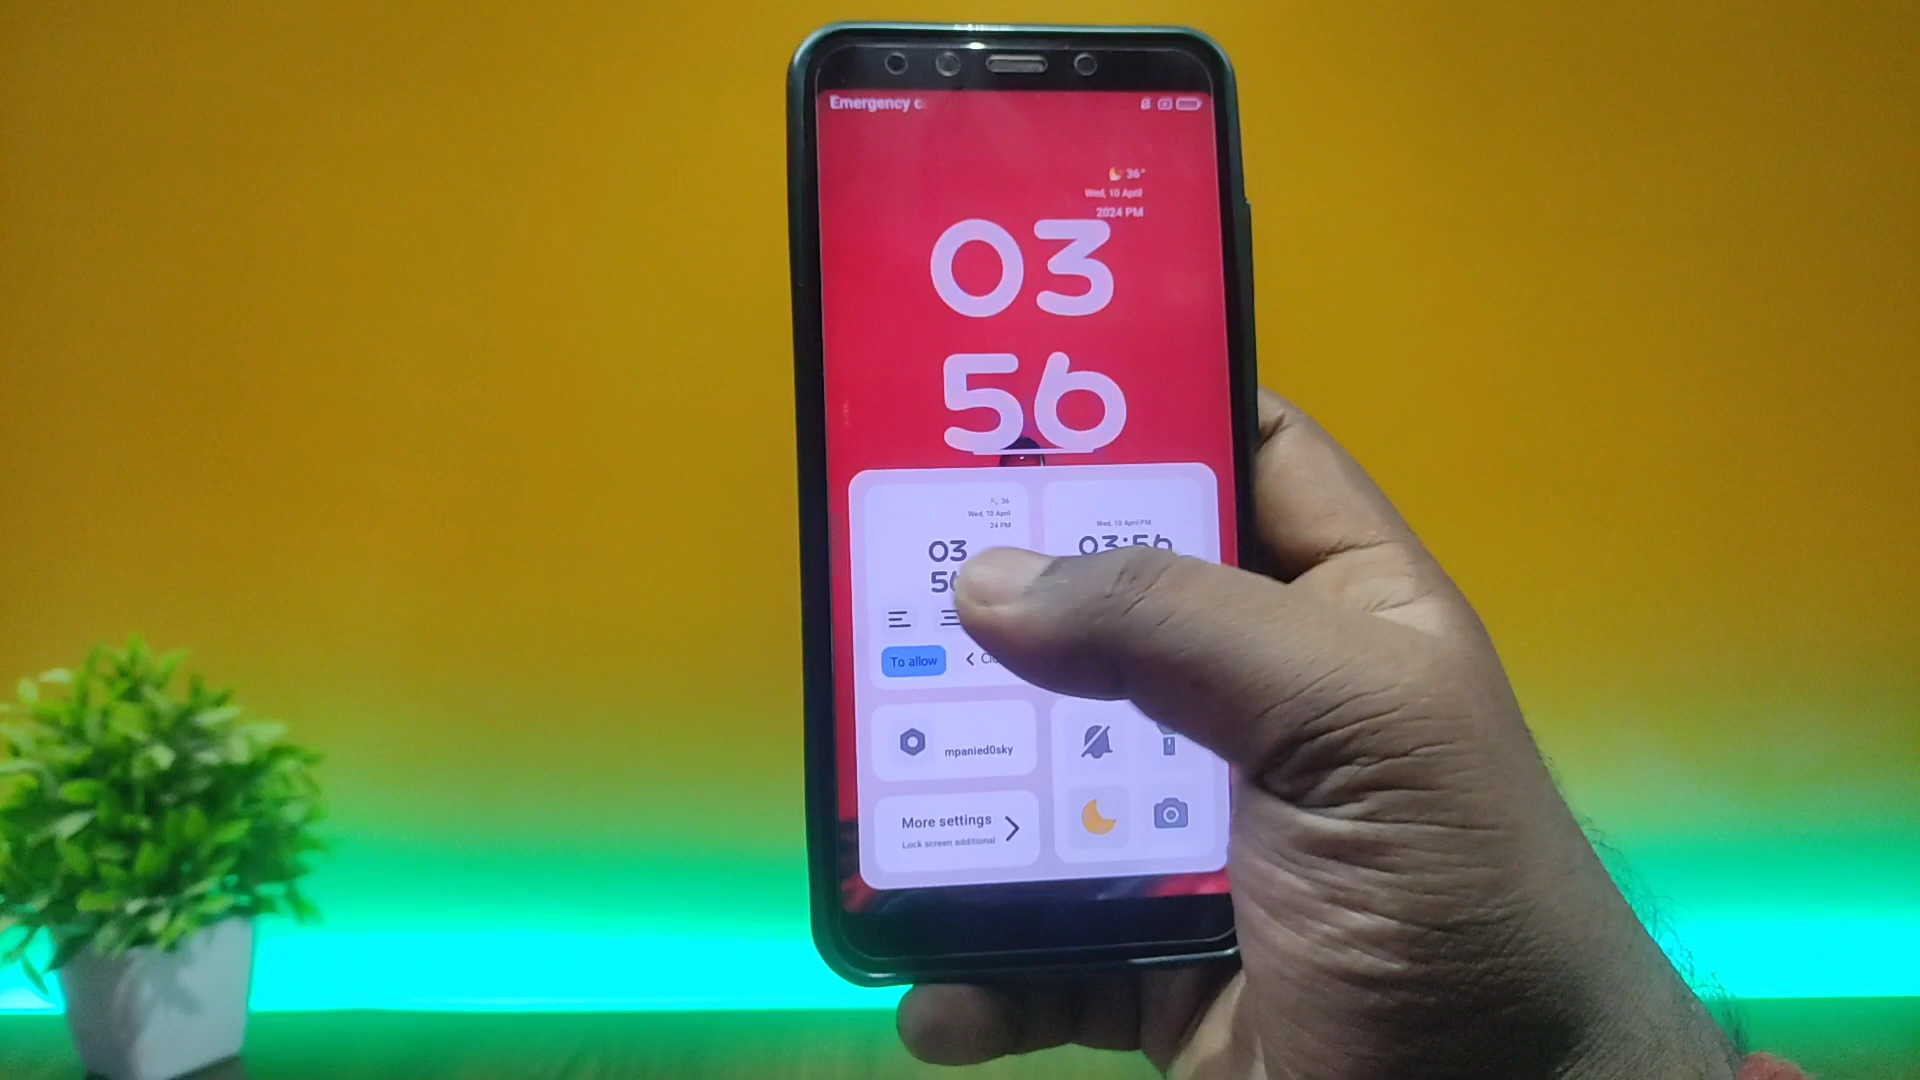 Emergency
36°
Wed, 10 April
2024 PM
03
56
36
Wed, 10 April
24 PM
03
56
Wed, 10 April PM
03:56
To allow
mpanied0sky
More settings
Lock screen additional